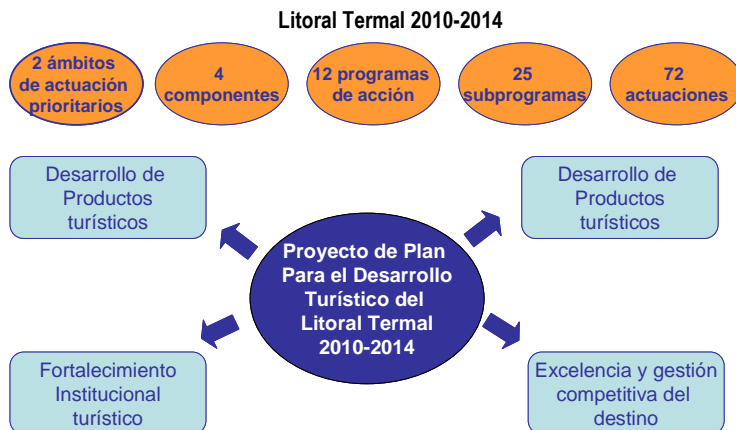 Litoral Termal 2010-2014
2 ámbitos
de actuación
prioritarios
4
componentes
12 programas
de acción
25
subprogramas
72
actuaciones
Desarrollo de
Productos
turísticos
Desarrollo de
Productos
turísticos
Proyecto de Plan
Para el Desarrollo
Turístico del
Litoral Termal
2010-2014
Fortalecimiento
Institucional
turístico
Excelencia y gestión
competitiva del
destino